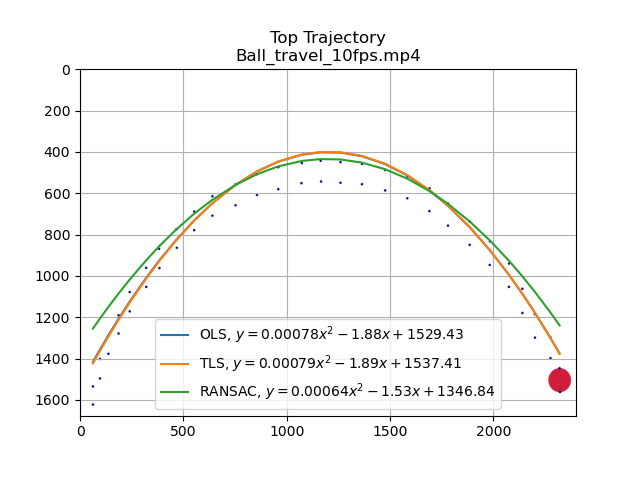 Top Trajectory
Ball_travel_10fps.mp4
0
200
400
600
800
1000
1200
1400
1600
OLS, y = 0.00078x² − 1.88x + 1529.43
TLS, y = 0.00079x² − 1.89x + 1537.41
RANSAC, y = 0.00064x² − 1.53x + 1346.84
0 500 1000 1500 2000